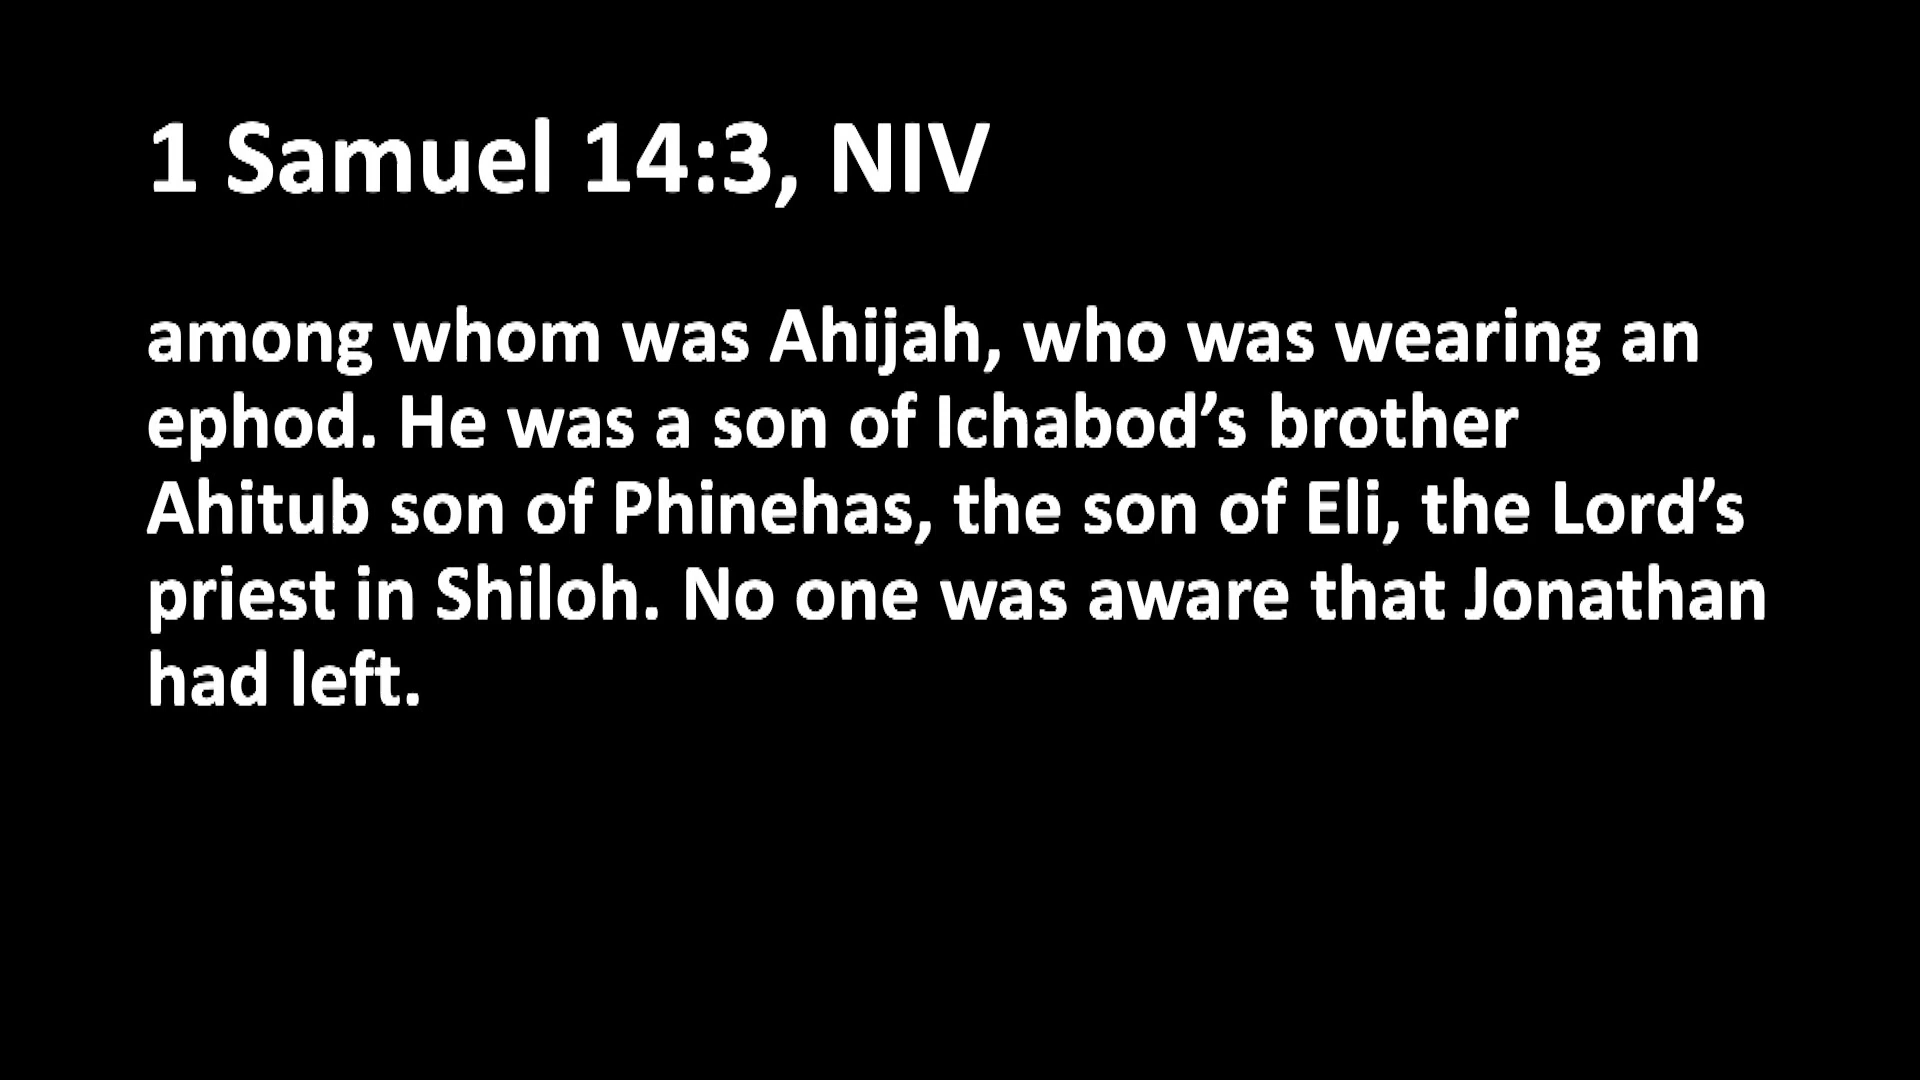 1 Samuel 14:3, NIV
among whom was Ahijah, who was wearing an
ephod. He was a son of Ichabod’s brother
Ahitub son of Phinehas, the son of Eli, the Lord’s
priest in Shiloh. No one was aware that Jonathan
had left.